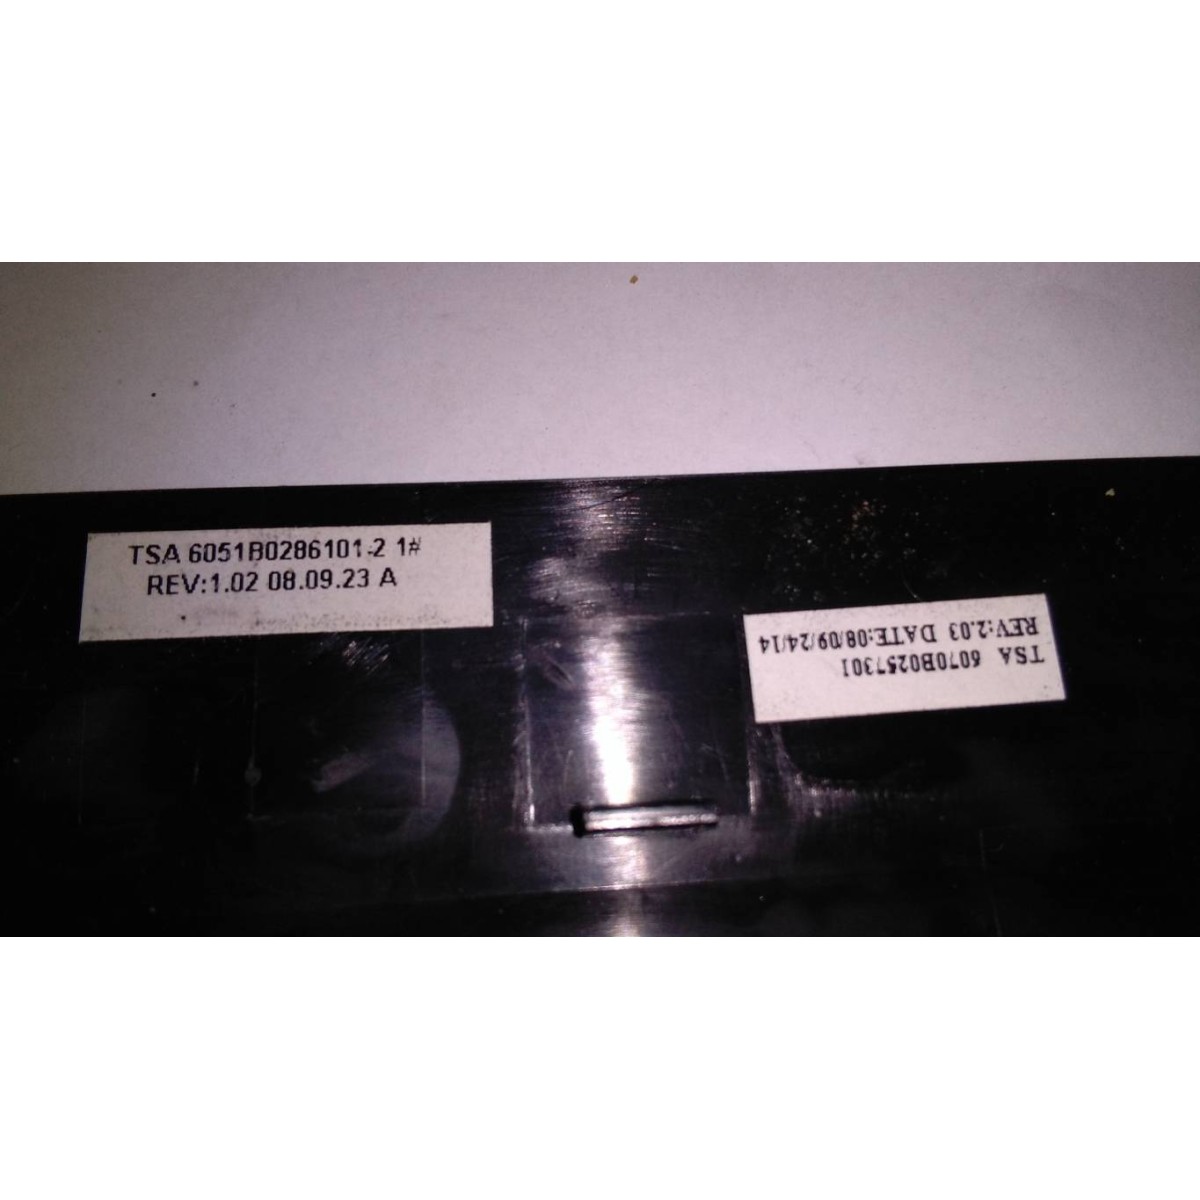 TSA 6051B0286101-2 1#
REV:1.02 08.09.23 A
TSA 6070B0257301
REV:2.03 DATE:08/09/24/14